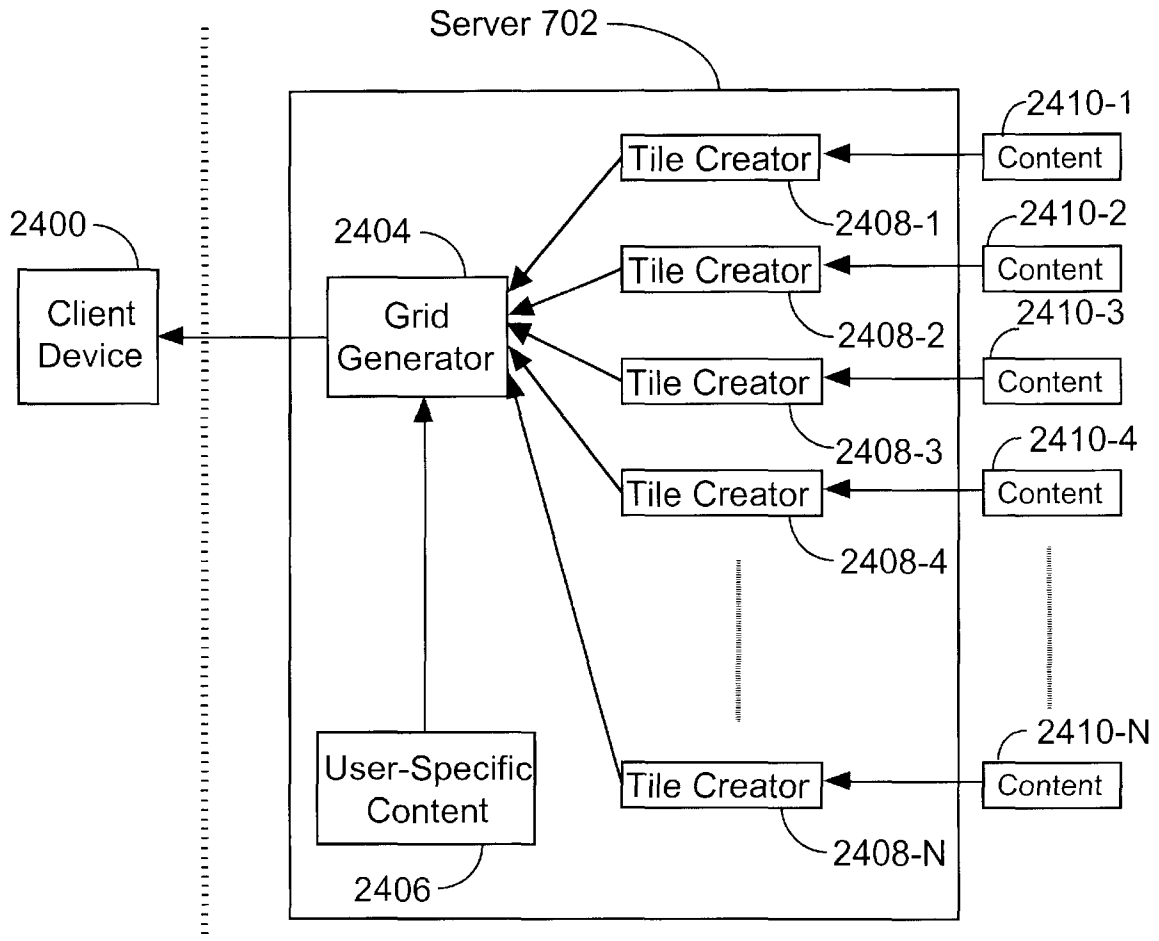 Server 702
2410-1
Tile Creator
Content
2408-1
2410-2
2400
2404
Tile Creator
Content
Client
Device
Grid
Generator
2408-2
2410-3
Tile Creator
Content
2408-3
2410-4
Tile Creator
Content
2408-4
User-Specific
Content
2410-N
Tile Creator
Content
2408-N
2406